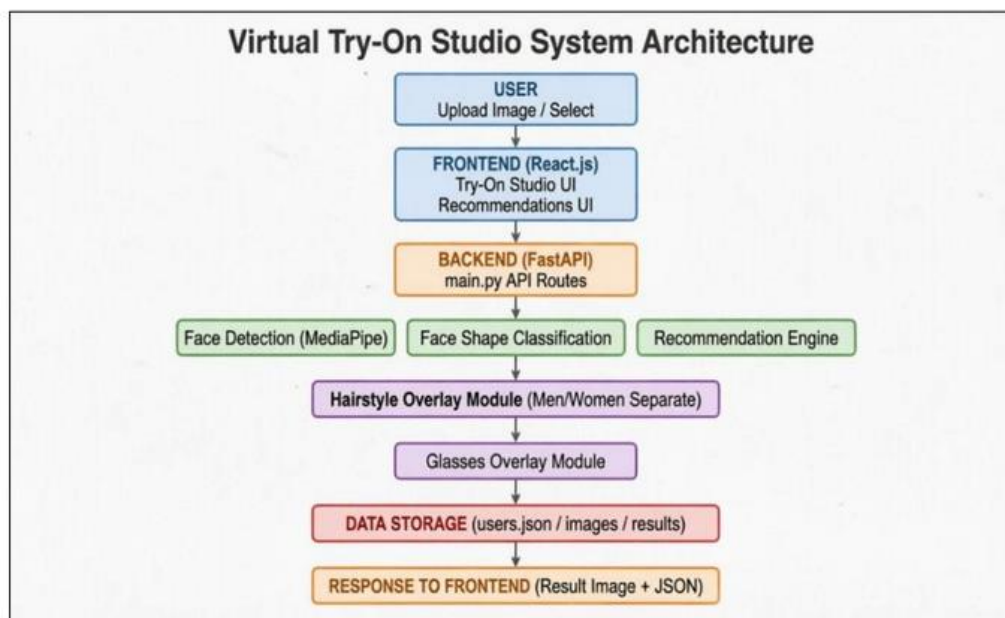 Virtual Try-On Studio System Architecture
USER
Upload Image / Select
FRONTEND (React.js)
Try-On Studio UI
Recommendations UI
BACKEND (FastAPI)
main.py API Routes
Face Detection (MediaPipe)
Face Shape Classification
Recommendation Engine
Hairstyle Overlay Module (Men/Women Separate)
Glasses Overlay Module
DATA STORAGE (users.json / images / results)
RESPONSE TO FRONTEND (Result Image + JSON)